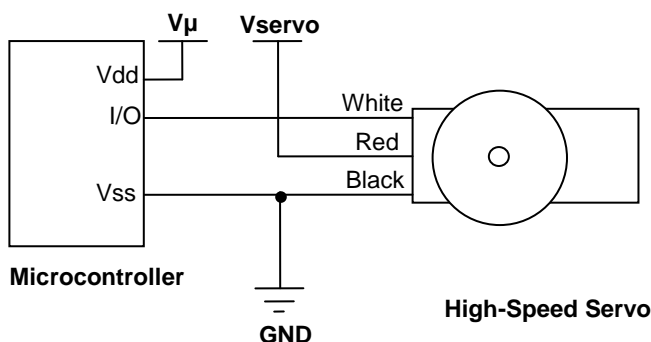 Vµ
Vservo
Vdd
I/O
White
Red
Black
Vss
Microcontroller
High-Speed Servo
GND